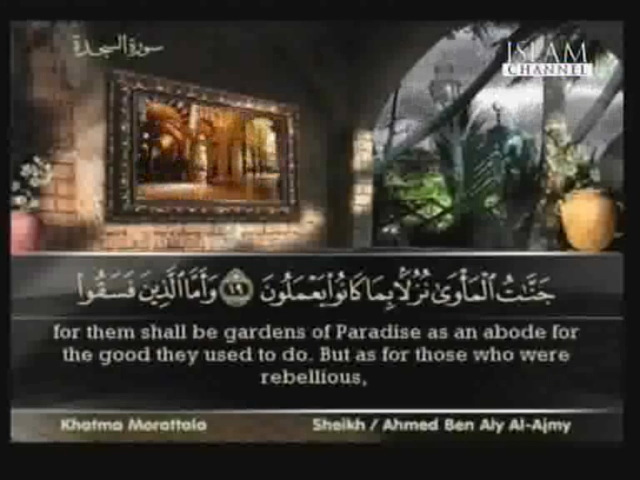 سورة السجدة
ISLAM
CHANNEL
جَنَّٰتُ الْمَأْوَىٰ نُزُلًا بِمَا كَانُوا يَعْمَلُونَ ١٩ وَأَمَّا الَّذِينَ فَسَقُوا
for them shall be gardens of Paradise as an abode for
the good they used to do. But as for those who were
rebellious,
Khatma Morattala Sheikh / Ahmed Ben Aly Al-Ajmy